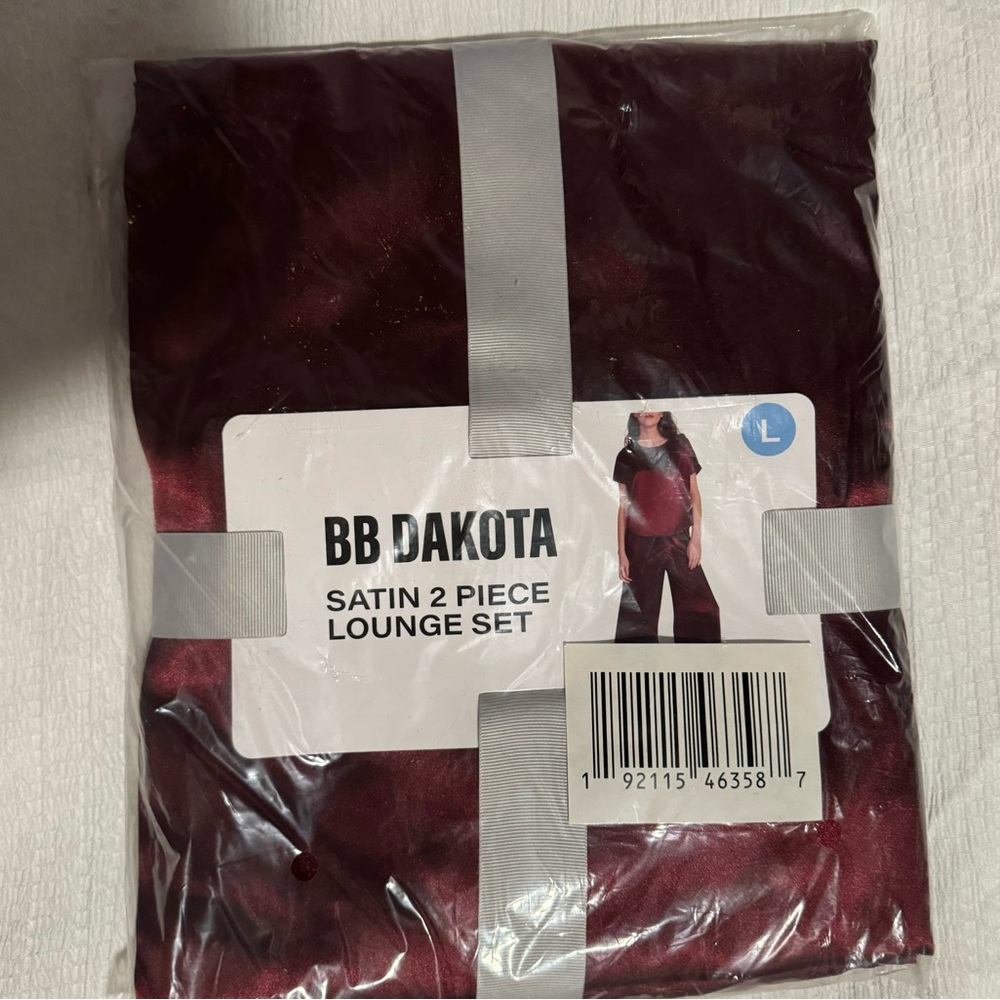 L
BB DAKOTA
SATIN 2 PIECE
LOUNGE SET
1 92115 46358 7